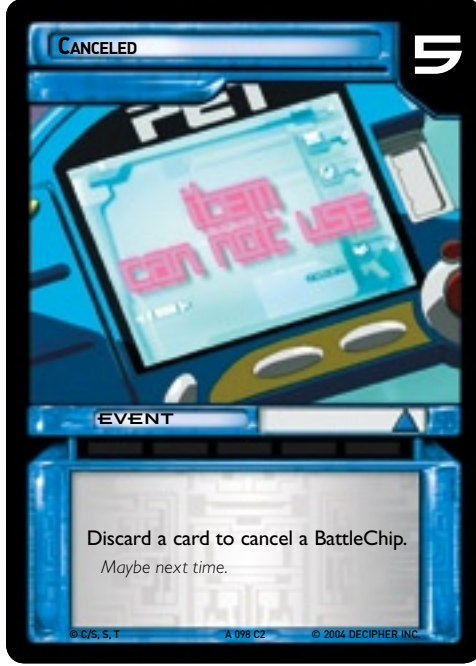 CANCELED
5
PET
item
can not use
EVENT
Discard a card to cancel a BattleChip.
Maybe next time.
© C/S, S, T A 098 C2 © 2004 DECIPHER INC.